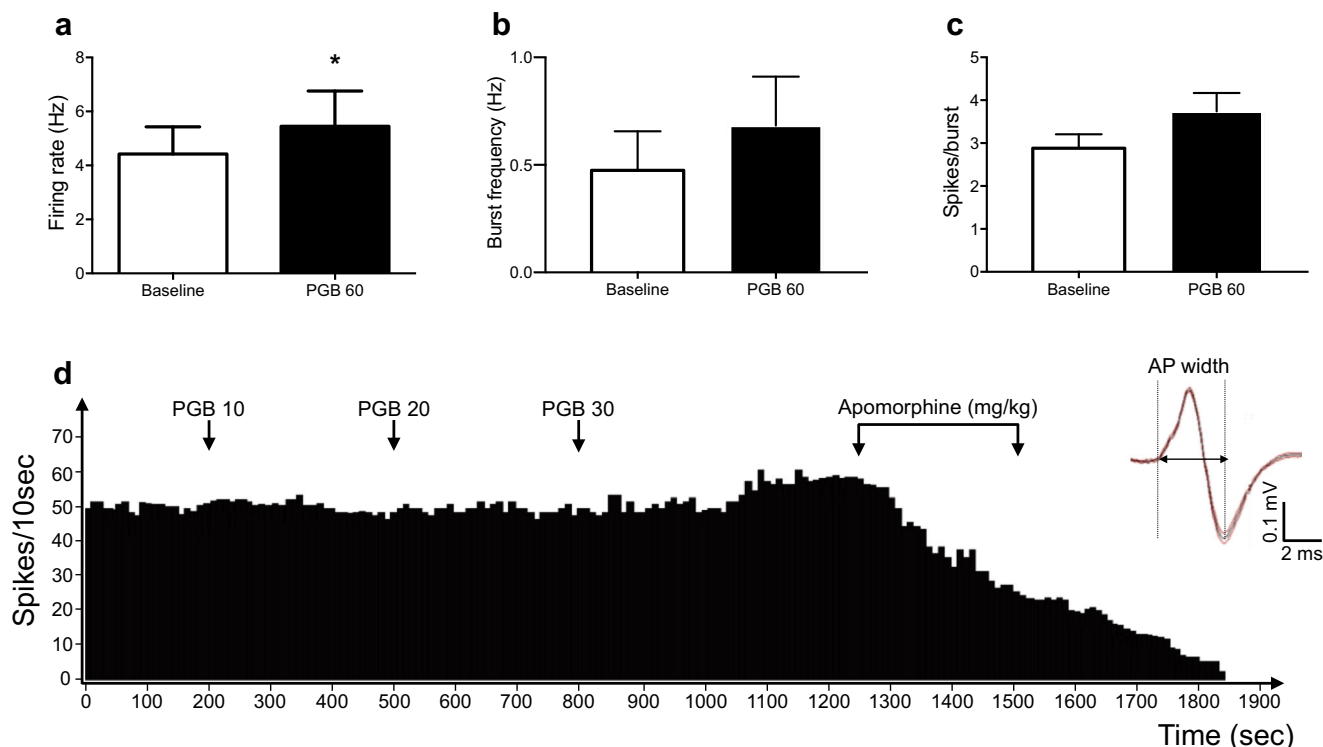 a
8
6
4
2
0
Firing rate (Hz)
*
Baseline
PGB 60
b
1.0
0.5
0.0
Burst frequency (Hz)
Baseline
PGB 60
c
5
4
3
2
1
0
Spikes/burst
Baseline
PGB 60
d
PGB 10
PGB 20
PGB 30
Apomorphine (mg/kg)
AP width
0.1 mV
2 ms
70
60
50
40
30
20
10
0
Spikes/10sec
0 100 200 300 400 500 600 700 800 900 1000 1100 1200 1300 1400 1500 1600 1700 1800 1900
Time (sec)